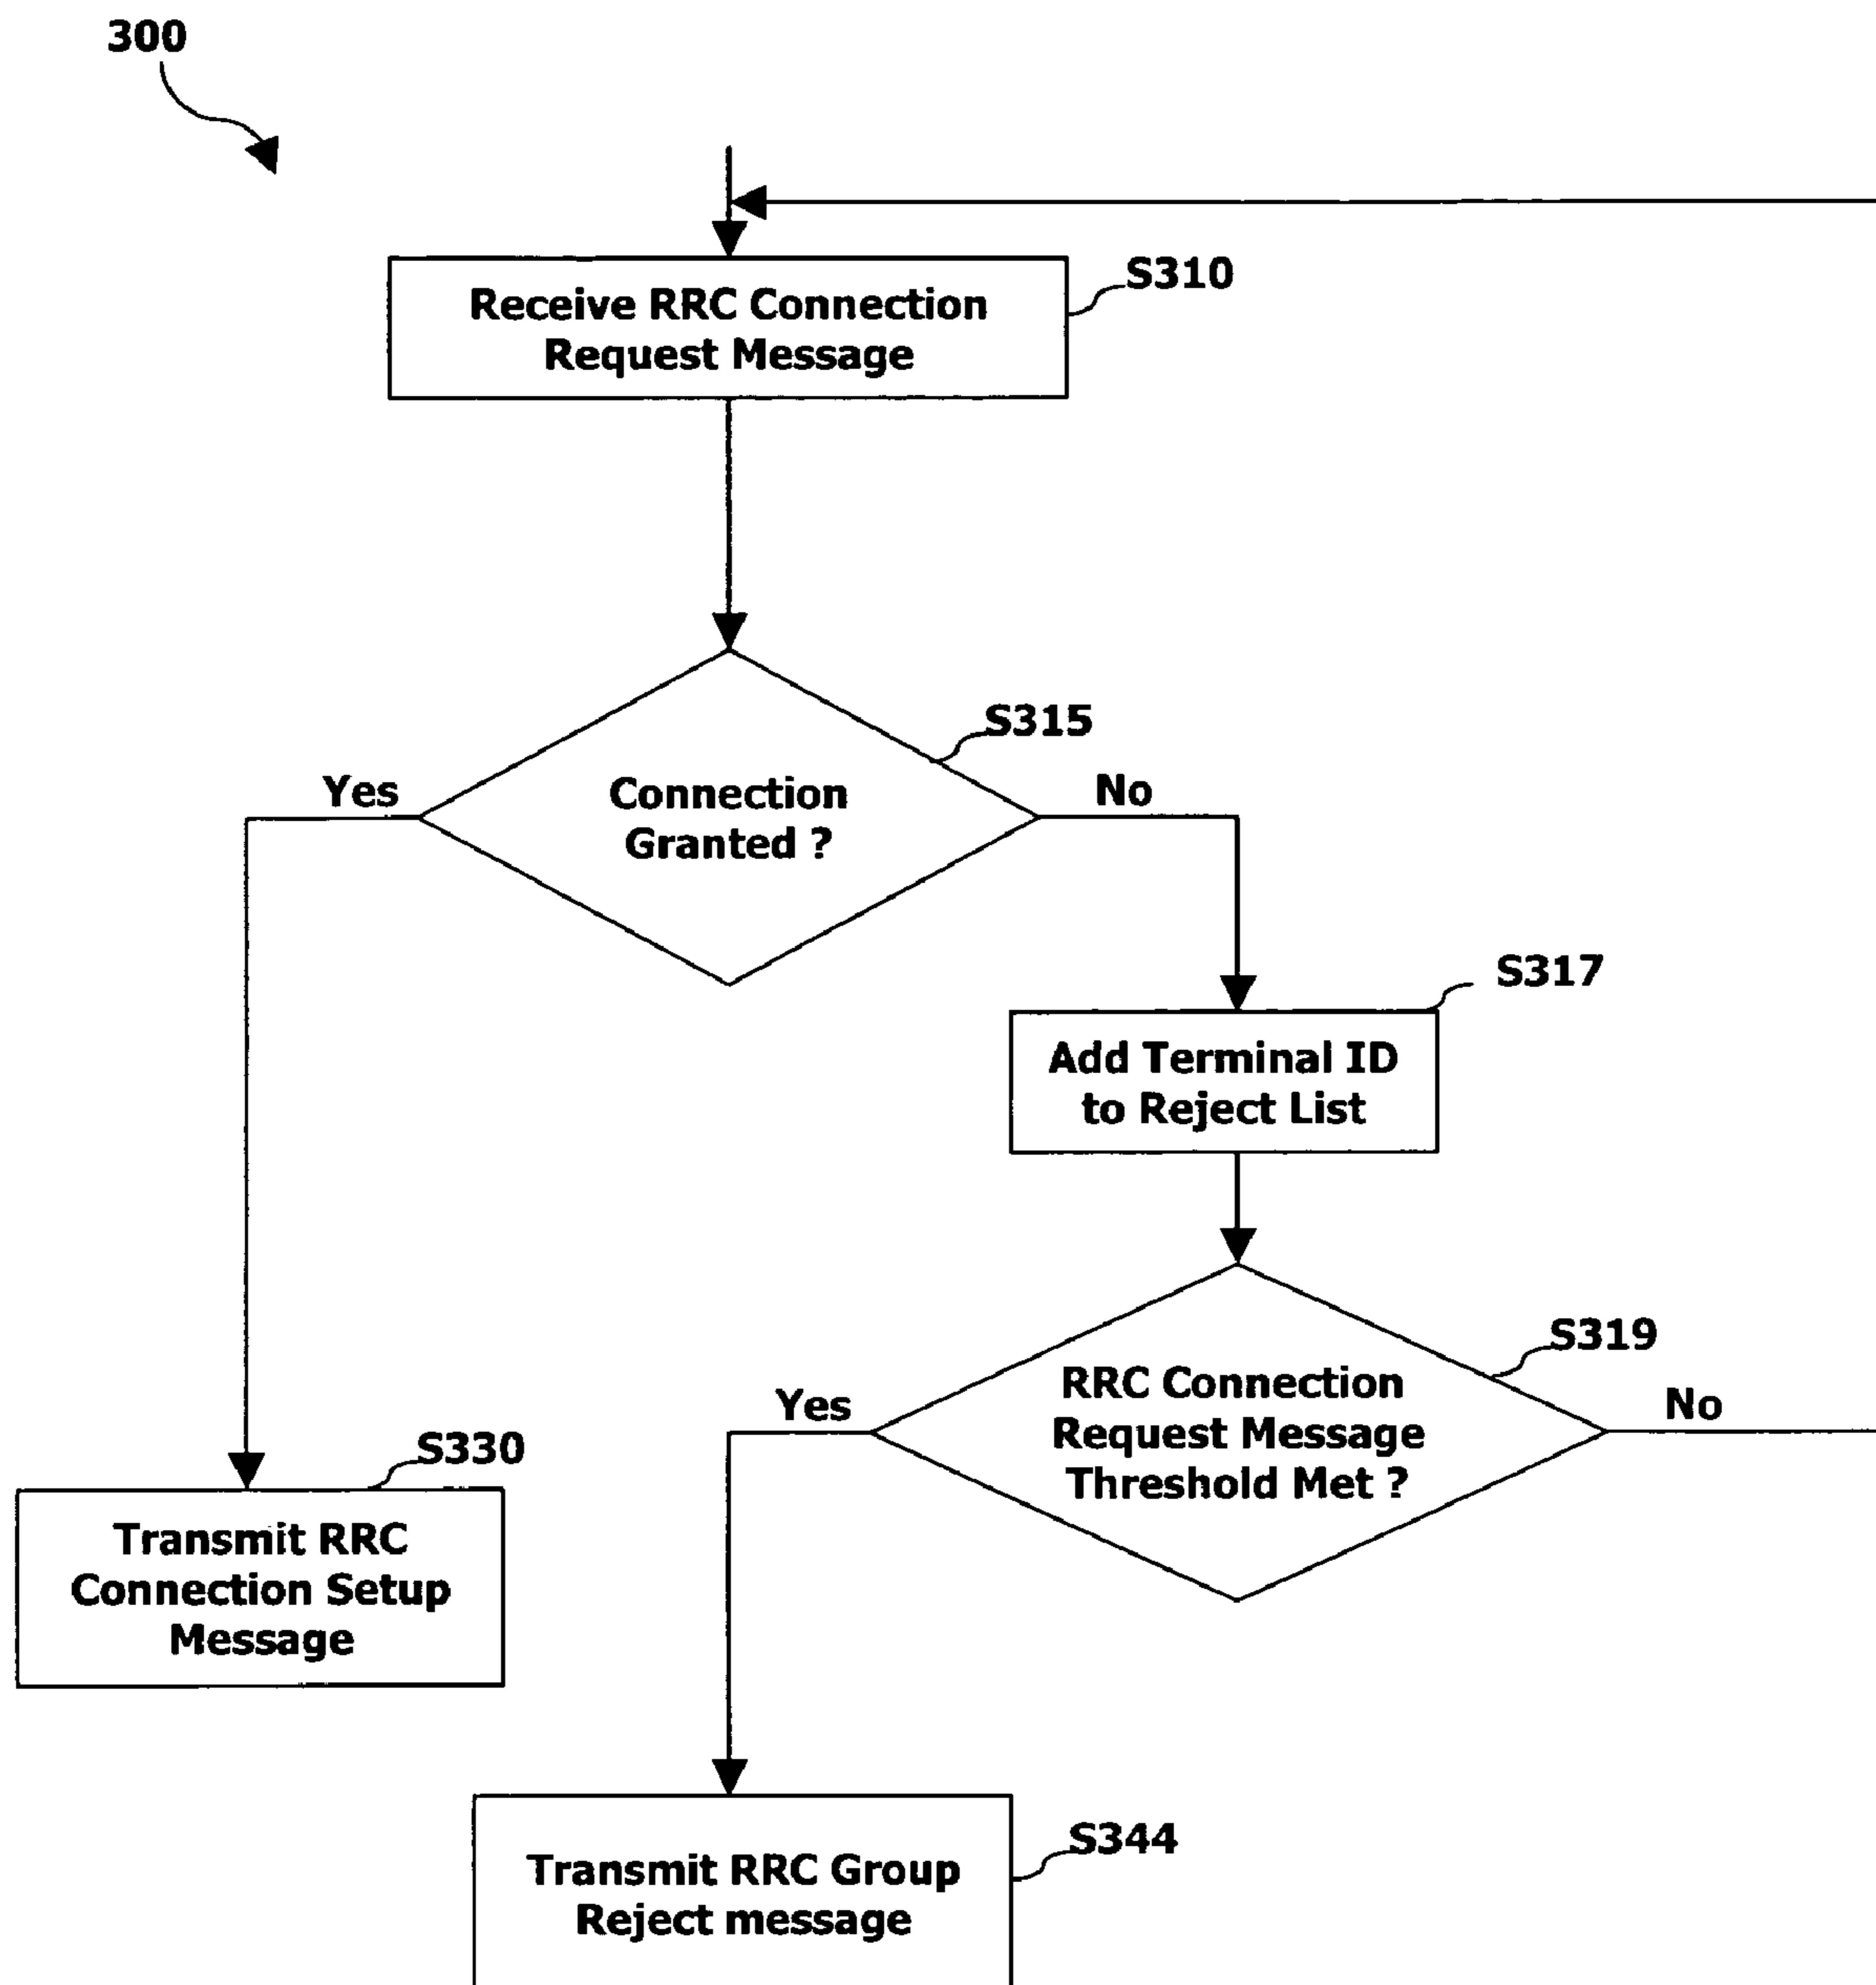 300
Receive RRC Connection
Request Message
S310
S315
Yes
Connection
Granted ?
No
S317
Add Terminal ID
to Reject List
S319
Yes
RRC Connection
Request Message
Threshold Met ?
No
S330
Transmit RRC
Connection Setup
Message
S344
Transmit RRC Group
Reject message